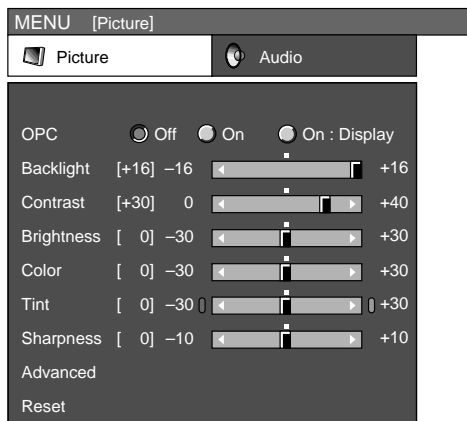 MENU [Picture]
Picture Audio
OPC Off On On : Display
Backlight [+16] –16 +16
Contrast [+30] 0 +40
Brightness [ 0] –30 +30
Color [ 0] –30 +30
Tint [ 0] –30 +30
Sharpness [ 0] –10 +10
Advanced
Reset